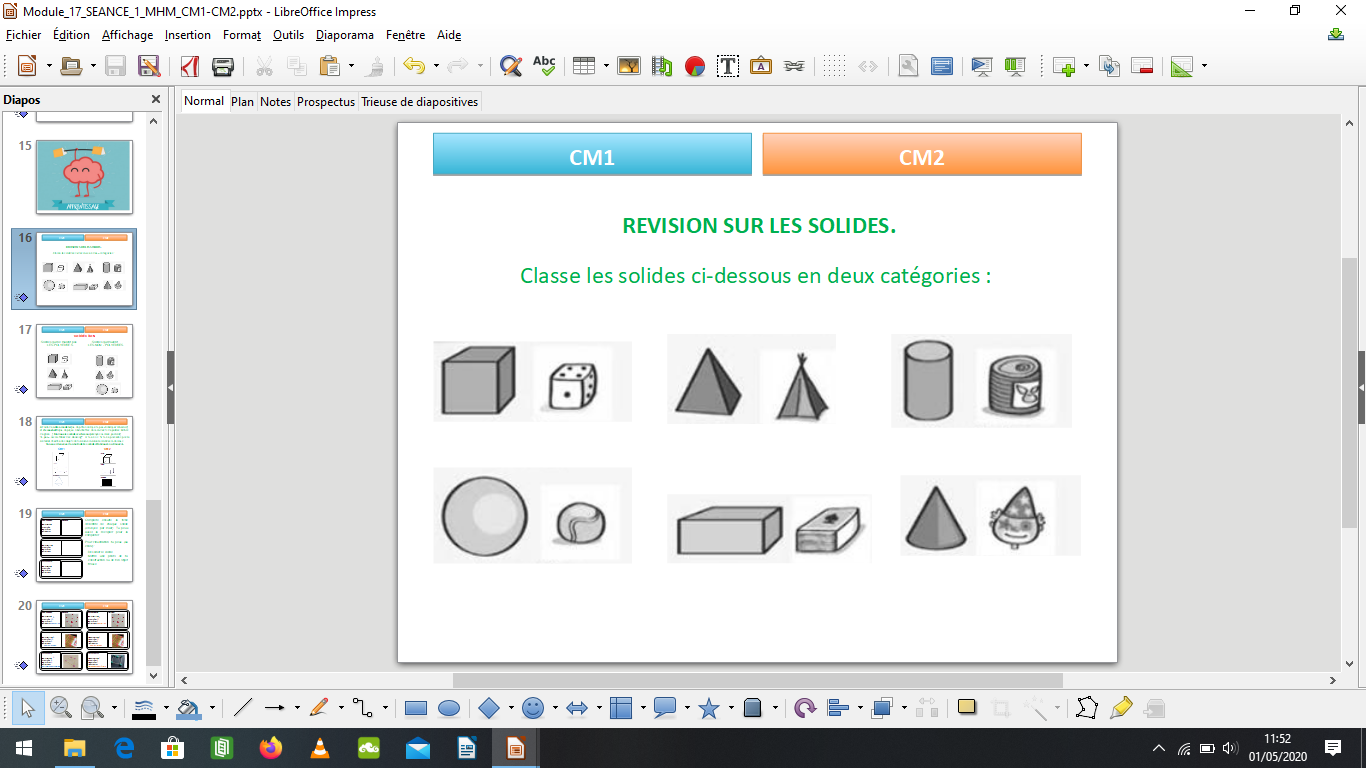 Module_17_SEANCE_1_MHM_CM1-CM2.pptx - LibreOffice Impress
Fichier Édition Affichage Insertion Format Outils Diaporama Fenêtre Aide
Abc
Diapos
Normal Plan Notes Prospectus Trieuse de diapositives
15
16
17
18
19
20
CM1 CM2
REVISION SUR LES SOLIDES.
Classe les solides ci-dessous en deux catégories :
11:52
01/05/2020